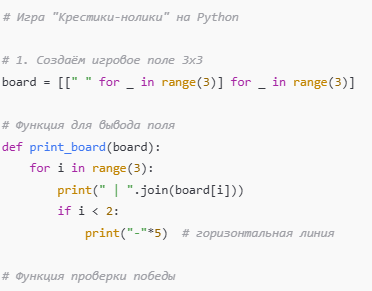 # Игра "Крестики-нолики" на Python
# 1. Создаём игровое поле 3x3
board = [[" " for _ in range(3)] for _ in range(3)]
# Функция для вывода поля
def print_board(board):
    for i in range(3):
        print(" | ".join(board[i]))
        if i < 2:
            print("-"*5)  # горизонтальная линия
# Функция проверки победы